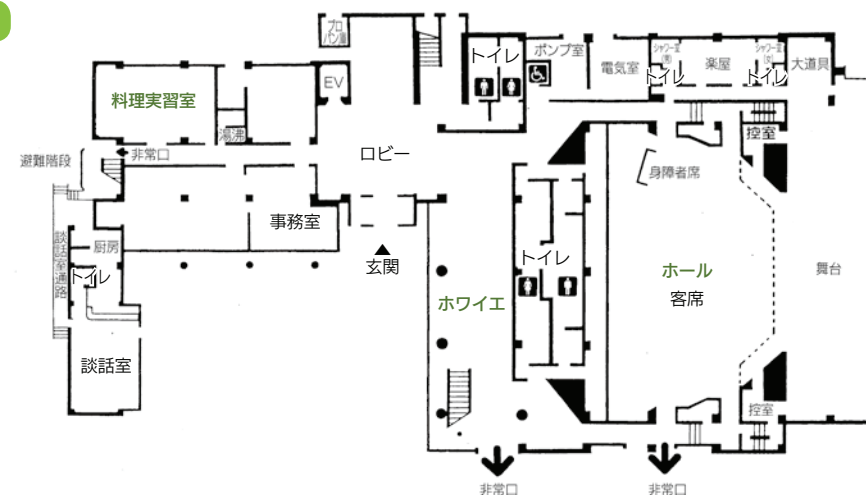 プロ
パン庫
トイレ
ポンプ室
電気室
シャワー室
(男)
トイレ
楽屋
シャワー室
(女)
トイレ
大道具
EV
料理実習室
湯沸
控室
ロビー
避難階段
非常口
身障者席
事務室
談話室通路
厨房
トイレ
玄関
トイレ
ホール
客席
舞台
ホワイエ
談話室
控室
非常口
非常口